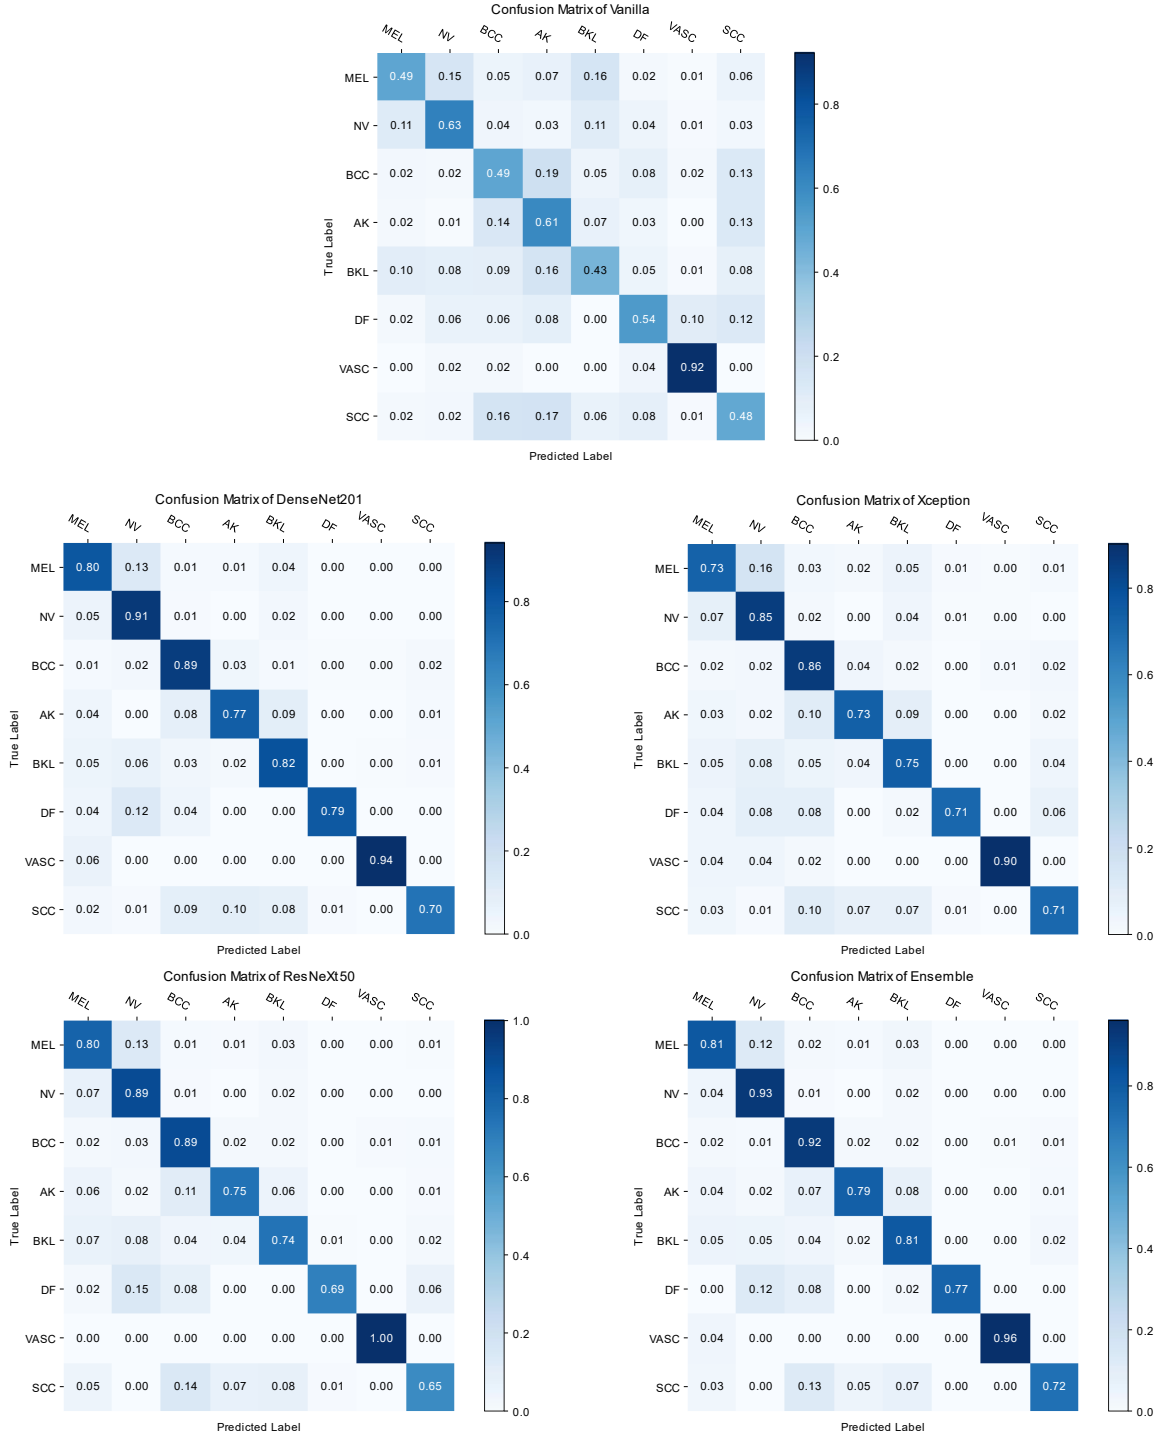 Confusion Matrix of Vanilla
MEL NV BCC AK BKL DF VASC SCC
MEL 0.49 0.15 0.05 0.07 0.16 0.02 0.01 0.06
NV 0.11 0.63 0.04 0.03 0.11 0.04 0.01 0.03
BCC 0.02 0.02 0.49 0.19 0.05 0.08 0.02 0.13
AK 0.02 0.01 0.14 0.61 0.07 0.03 0.00 0.13
BKL 0.10 0.08 0.09 0.16 0.43 0.05 0.01 0.08
DF 0.02 0.06 0.06 0.08 0.00 0.54 0.10 0.12
VASC 0.00 0.02 0.02 0.00 0.00 0.04 0.92 0.00
SCC 0.02 0.02 0.16 0.17 0.06 0.08 0.01 0.48
True Label
Predicted Label
0.8
0.6
0.4
0.2
0.0
Confusion Matrix of DenseNet201
MEL NV BCC AK BKL DF VASC SCC
MEL 0.80 0.13 0.01 0.01 0.04 0.00 0.00 0.00
NV 0.05 0.91 0.01 0.00 0.02 0.00 0.00 0.00
BCC 0.01 0.02 0.89 0.03 0.01 0.00 0.00 0.02
AK 0.04 0.00 0.08 0.77 0.09 0.00 0.00 0.01
BKL 0.05 0.06 0.03 0.02 0.82 0.00 0.00 0.01
DF 0.04 0.12 0.04 0.00 0.00 0.79 0.00 0.00
VASC 0.06 0.00 0.00 0.00 0.00 0.00 0.94 0.00
SCC 0.02 0.01 0.09 0.10 0.08 0.01 0.00 0.70
True Label
Predicted Label
0.8
0.6
0.4
0.2
0.0
Confusion Matrix of Xception
MEL NV BCC AK BKL DF VASC SCC
MEL 0.73 0.16 0.03 0.02 0.05 0.01 0.00 0.01
NV 0.07 0.85 0.02 0.00 0.04 0.01 0.00 0.00
BCC 0.02 0.02 0.86 0.04 0.02 0.00 0.01 0.02
AK 0.03 0.02 0.10 0.73 0.09 0.00 0.00 0.02
BKL 0.05 0.08 0.05 0.04 0.75 0.00 0.00 0.04
DF 0.04 0.08 0.08 0.00 0.02 0.71 0.00 0.06
VASC 0.04 0.04 0.02 0.00 0.00 0.00 0.90 0.00
SCC 0.03 0.01 0.10 0.07 0.07 0.01 0.00 0.71
True Label
Predicted Label
0.8
0.6
0.4
0.2
0.0
Confusion Matrix of ResNeXt50
MEL NV BCC AK BKL DF VASC SCC
MEL 0.80 0.13 0.01 0.01 0.03 0.00 0.00 0.01
NV 0.07 0.89 0.01 0.00 0.02 0.00 0.00 0.00
BCC 0.02 0.03 0.89 0.02 0.02 0.00 0.01 0.01
AK 0.06 0.02 0.11 0.75 0.06 0.00 0.00 0.01
BKL 0.07 0.08 0.04 0.04 0.74 0.01 0.00 0.02
DF 0.02 0.15 0.08 0.00 0.00 0.69 0.00 0.06
VASC 0.00 0.00 0.00 0.00 0.00 0.00 1.00 0.00
SCC 0.05 0.00 0.14 0.07 0.08 0.01 0.00 0.65
True Label
Predicted Label
1.0
0.8
0.6
0.4
0.2
0.0
Confusion Matrix of Ensemble
MEL NV BCC AK BKL DF VASC SCC
MEL 0.81 0.12 0.02 0.01 0.03 0.00 0.00 0.00
NV 0.04 0.93 0.01 0.00 0.02 0.00 0.00 0.00
BCC 0.02 0.01 0.92 0.02 0.02 0.00 0.01 0.01
AK 0.04 0.02 0.07 0.79 0.08 0.00 0.00 0.01
BKL 0.05 0.05 0.04 0.02 0.81 0.00 0.00 0.02
DF 0.00 0.12 0.08 0.00 0.02 0.77 0.00 0.00
VASC 0.04 0.00 0.00 0.00 0.00 0.00 0.96 0.00
SCC 0.03 0.00 0.13 0.05 0.07 0.00 0.00 0.72
True Label
Predicted Label
0.8
0.6
0.4
0.2
0.0